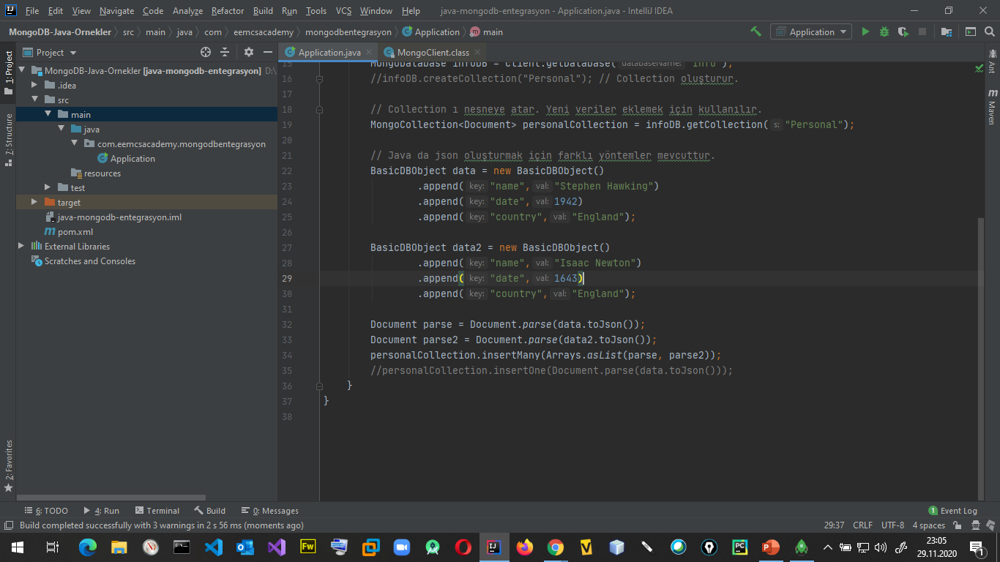 File Edit View Navigate Code Analyze Refactor Build Run Tools VCS Window Help java-mongodb-entegrasyon - Application.java - IntelliJ IDEA
MongoDB-Java-Ornekler src main java com eemcsacademy mongodbentegrasyon Application main Application
Project
Application.java
MongoClient.class
1: Project
7: Structure
2: Favorites
Ant
Maven
MongoDB-Java-Ornekler [java-mongodb-entegrasyon] D:\
.idea
src
main
java
com.eemcsacademy.mongodbentegrasyon
Application
resources
test
target
java-mongodb-entegrasyon.iml
pom.xml
External Libraries
Scratches and Consoles
15 MongoDatabase infoDB = client.getDatabase( databaseName: "info");
16 //infoDB.createCollection("Personal"); // Collection oluşturur.
17
18 // Collection ı nesneye atar. Yeni veriler eklemek için kullanılır.
19 MongoCollection<Document> personalCollection = infoDB.getCollection( s: "Personal");
20
21 // Java da json oluşturmak için farklı yöntemler mevcuttur.
22 BasicDBObject data = new BasicDBObject()
23 .append( key: "name", val: "Stephen Hawking")
24 .append( key: "date", val: 1942)
25 .append( key: "country", val: "England");
26
27 BasicDBObject data2 = new BasicDBObject()
28 .append( key: "name", val: "Isaac Newton")
29 .append( key: "date", val: 1643)
30 .append( key: "country", val: "England");
31
32 Document parse = Document.parse(data.toJson());
33 Document parse2 = Document.parse(data2.toJson());
34 personalCollection.insertMany(Arrays.asList(parse, parse2));
35 //personalCollection.insertOne(Document.parse(data.toJson()));
36 }
37 }
38
6: TODO 4: Run Terminal Build 0: Messages 1 Event Log
Build completed successfully with 3 warnings in 2 s 56 ms (moments ago) 29:37 CRLF UTF-8 4 spaces
23:05
29.11.2020
1